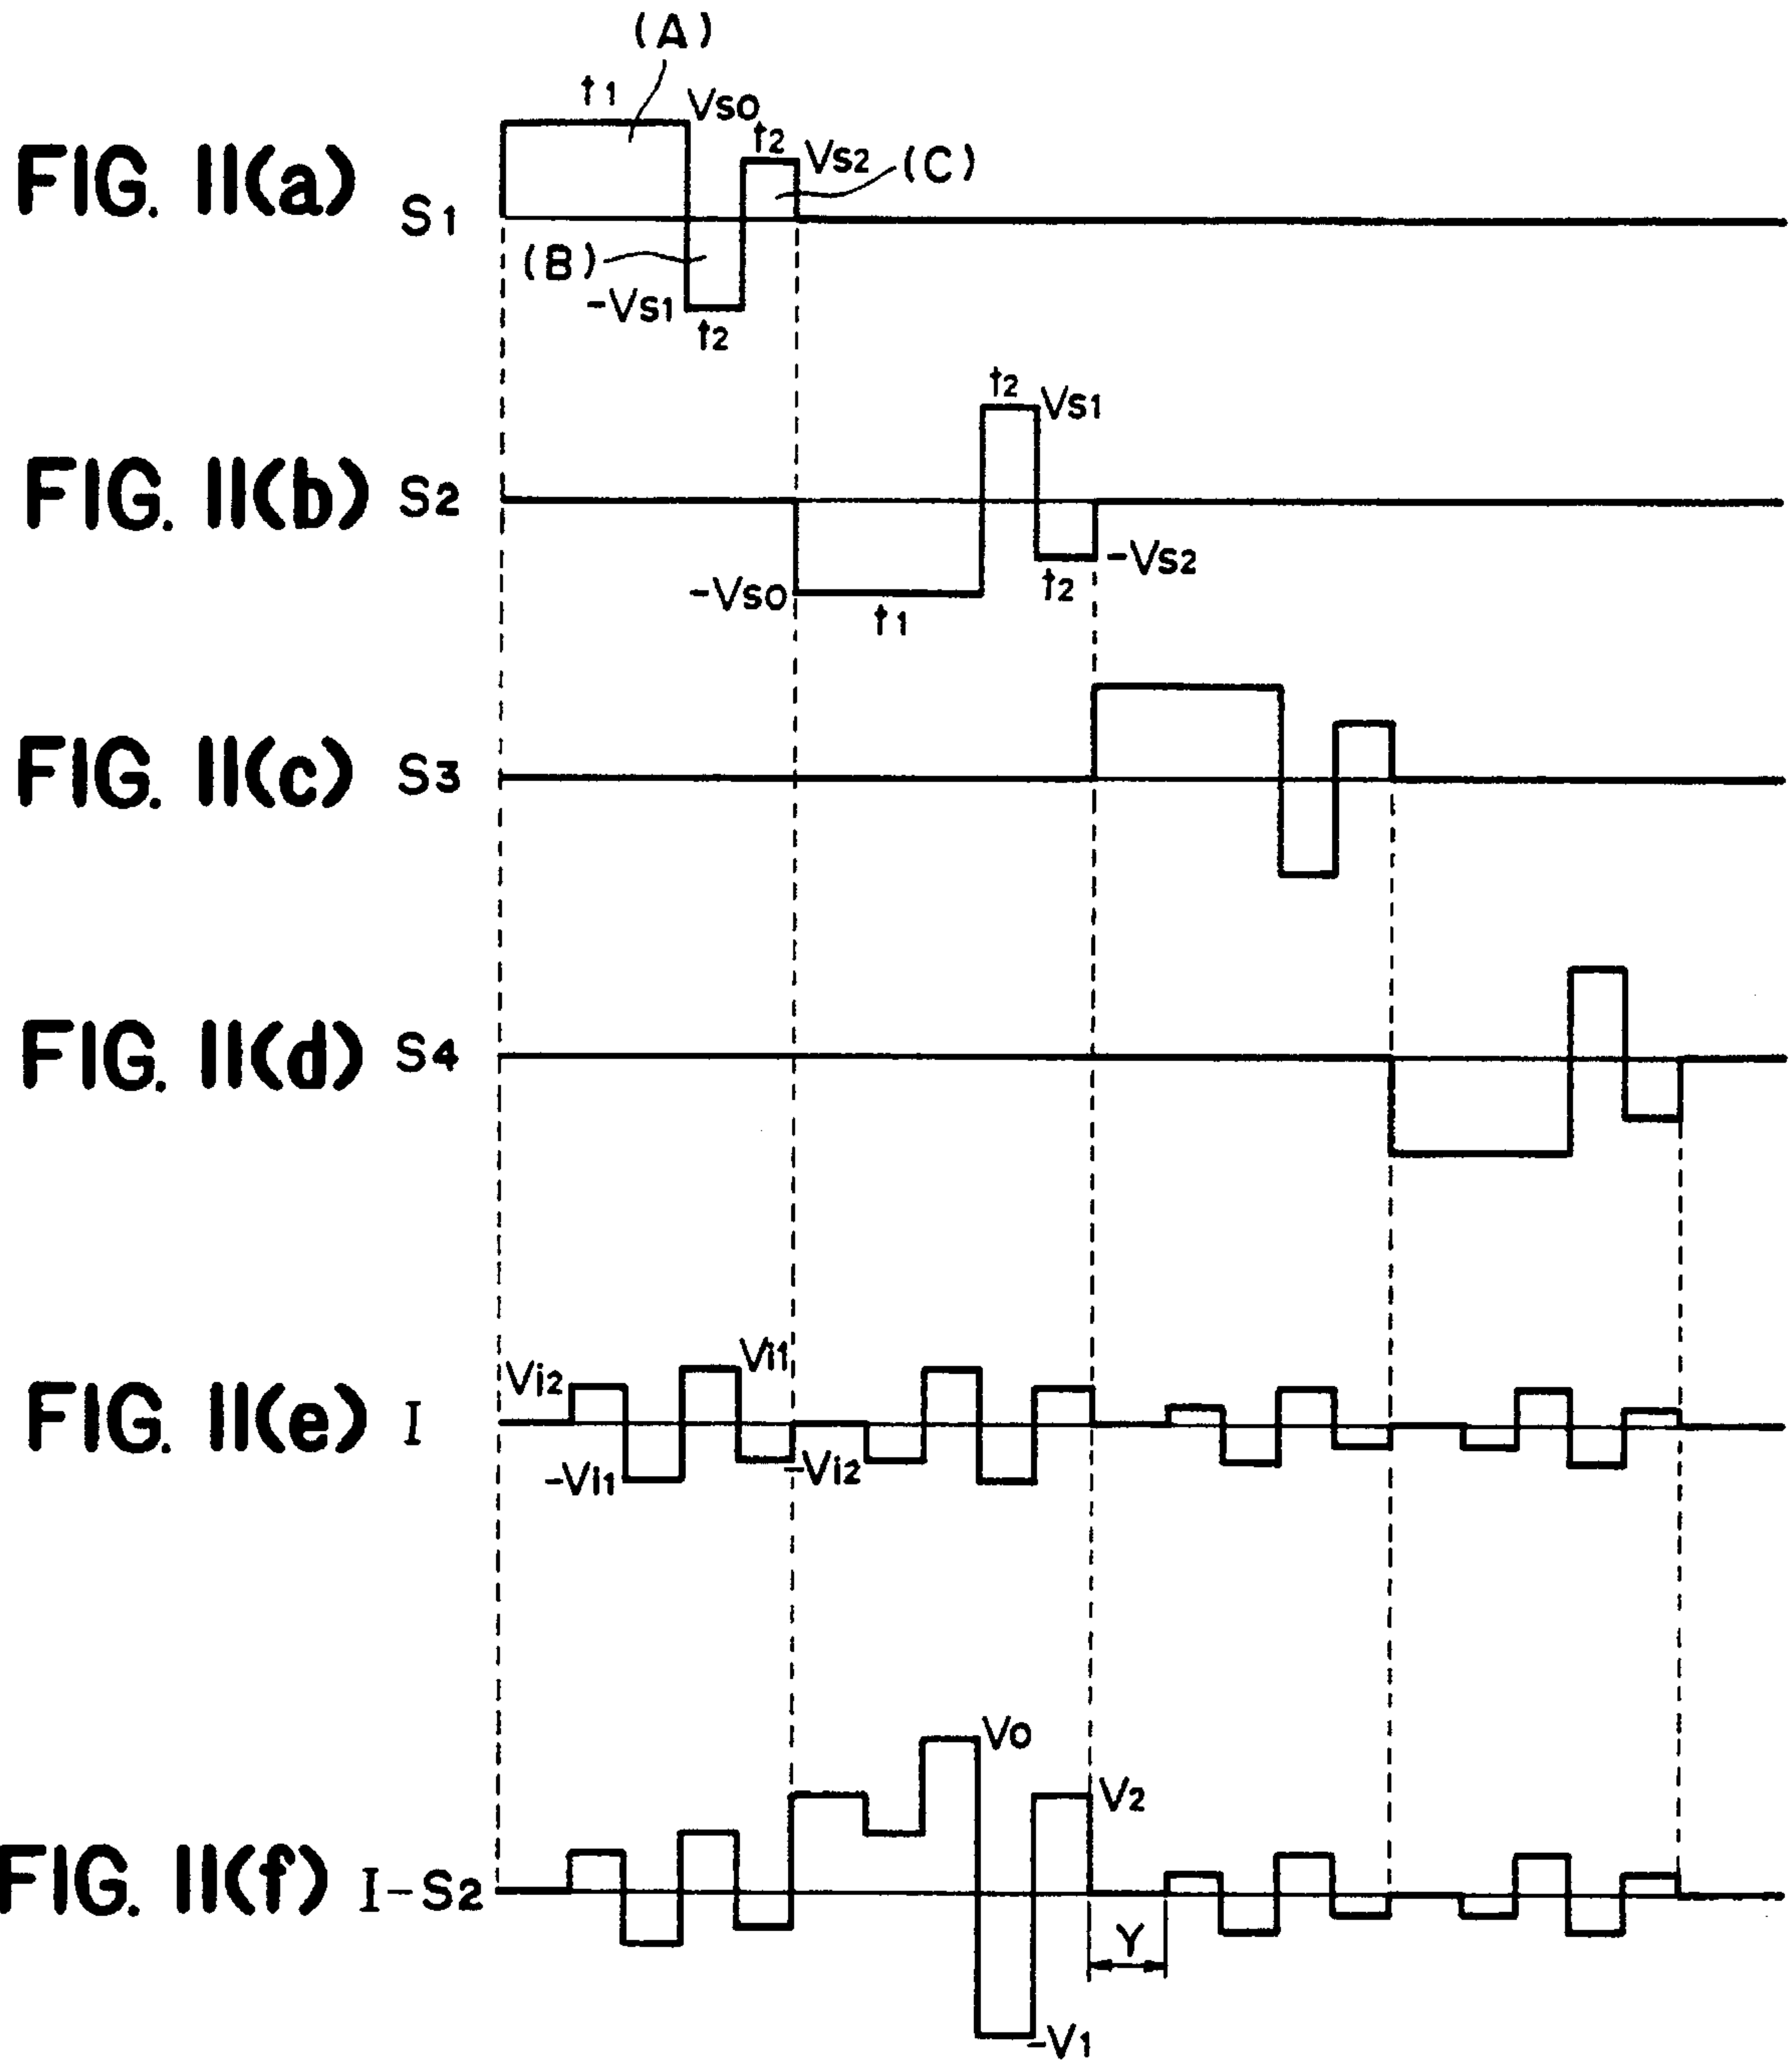 (A)
t1
Vso
t2
Vs2
(C)
FIG. 11(a)
S1
(B)
-Vs1
t2
t2
Vs1
FIG. 11(b)
S2
-Vs2
-Vso
t2
t1
FIG. 11(c)
S3
FIG. 11(d)
S4
Vi2
Vi1
FIG. 11(e)
I
-Vi1
-Vi2
Vo
V2
FIG. 11(f)
I-S2
Y
-V1